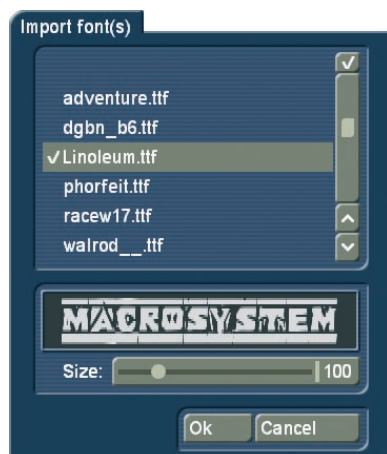 Import font(s)
adventure.ttf
dgbn_b6.ttf
Linoleum.ttf
phorfeit.ttf
racew17.ttf
walrod__.ttf
MACROSYSTEM
Size: 100
Ok Cancel